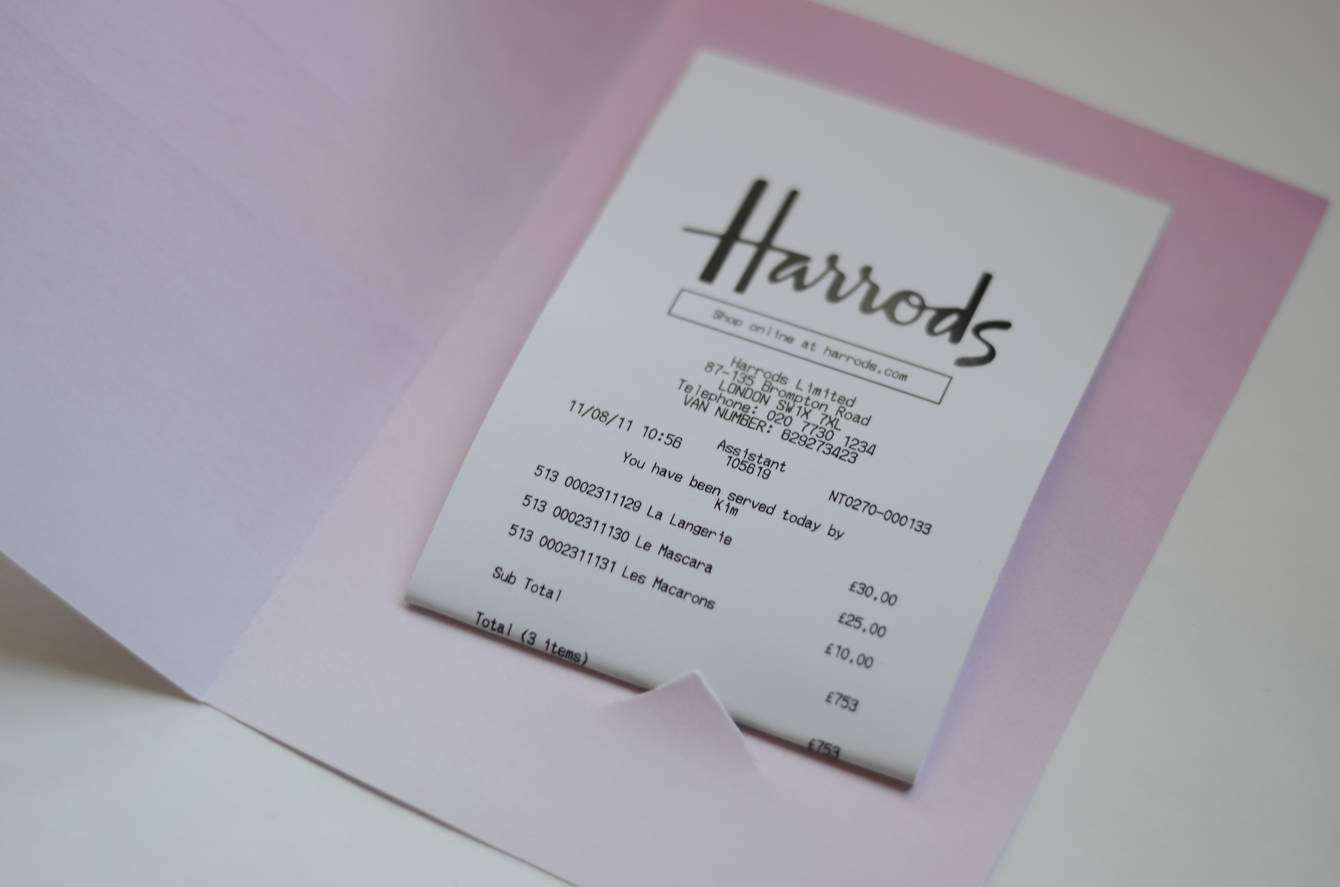 Harrods
Shop online at harrods.com
Harrods Limited
87-135 Brompton Road
LONDON SW1X 7XL
Telephone: 020 7730 1234
VAN NUMBER: 629273423
11/08/11 10:56 Assistant NT0270-000133
105619
You have been served today by
Kim
513 0002311129 La Langerie £30.00
513 0002311130 Le Mascara £25.00
513 0002311131 Les Macarons £10.00
Sub Total £753
Total (3 items) £753